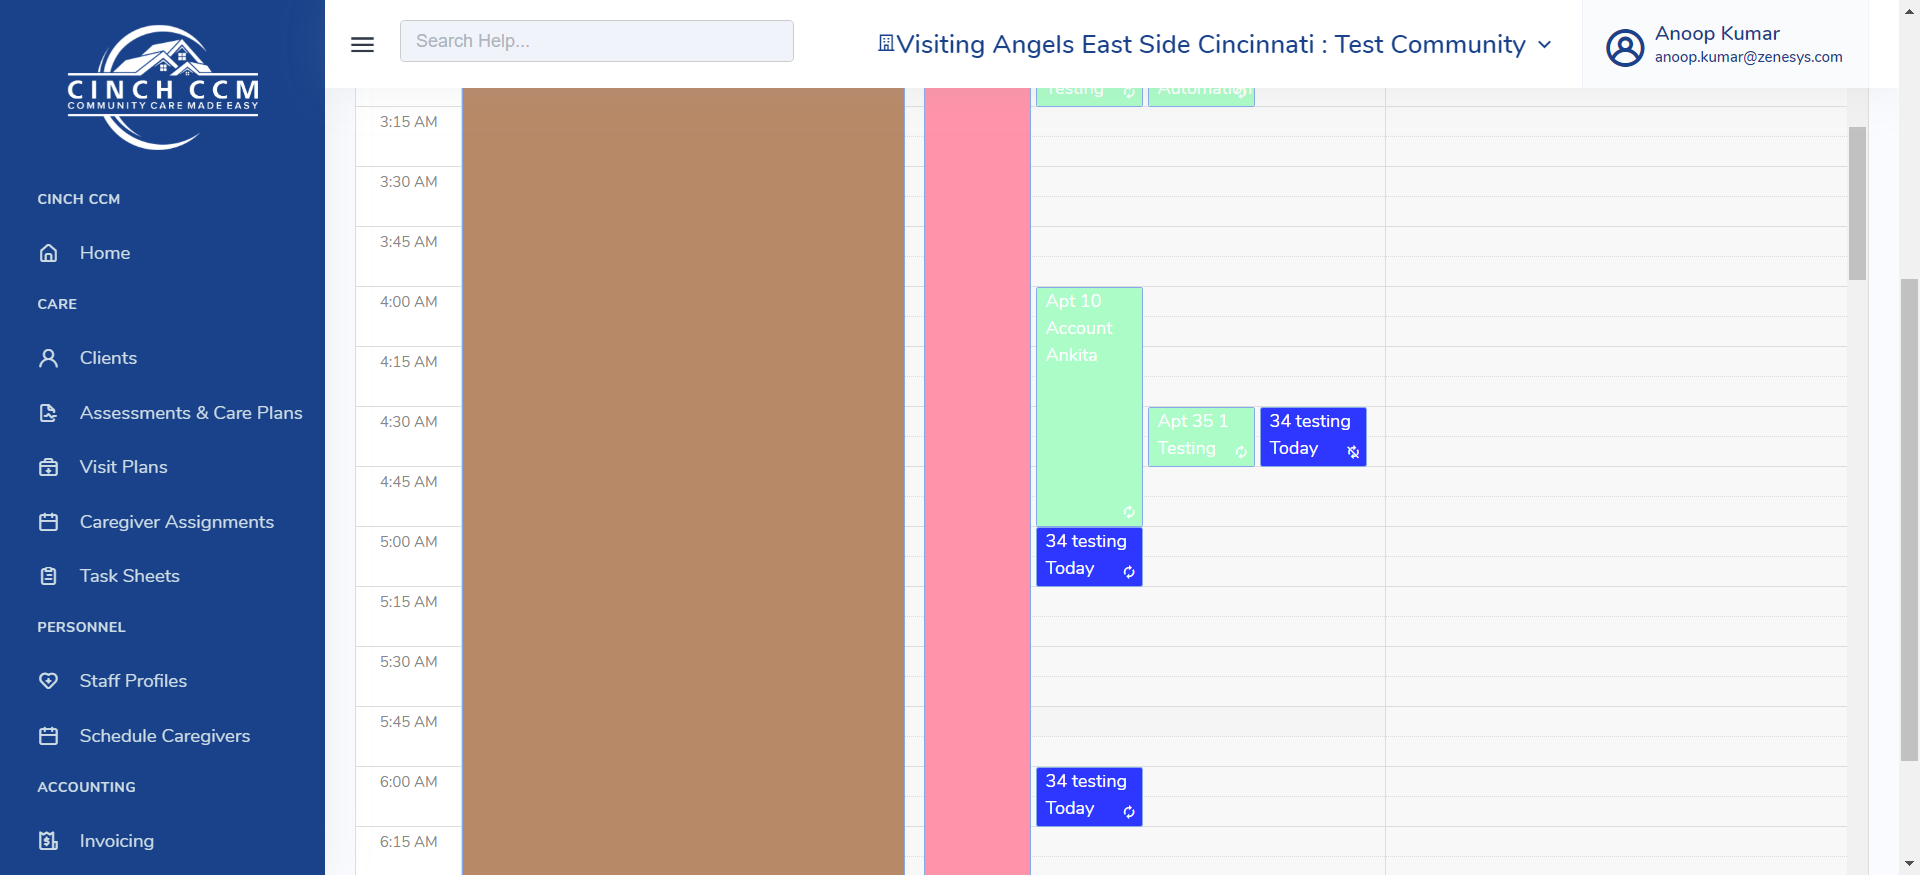 CINCH CCM
COMMUNITY CARE MADE EASY
CINCH CCM
Home
CARE
Clients
Assessments & Care Plans
Visit Plans
Caregiver Assignments
Task Sheets
PERSONNEL
Staff Profiles
Schedule Caregivers
ACCOUNTING
Invoicing
Search Help...
Visiting Angels East Side Cincinnati : Test Community
Anoop Kumar
anoop.kumar@zenesys.com
Testing
Automation
3:15 AM
3:30 AM
3:45 AM
4:00 AM
Apt 10
Account
Ankita
4:15 AM
4:30 AM
Apt 35 1
Testing
34 testing
Today
4:45 AM
5:00 AM
34 testing
Today
5:15 AM
5:30 AM
5:45 AM
6:00 AM
34 testing
Today
6:15 AM